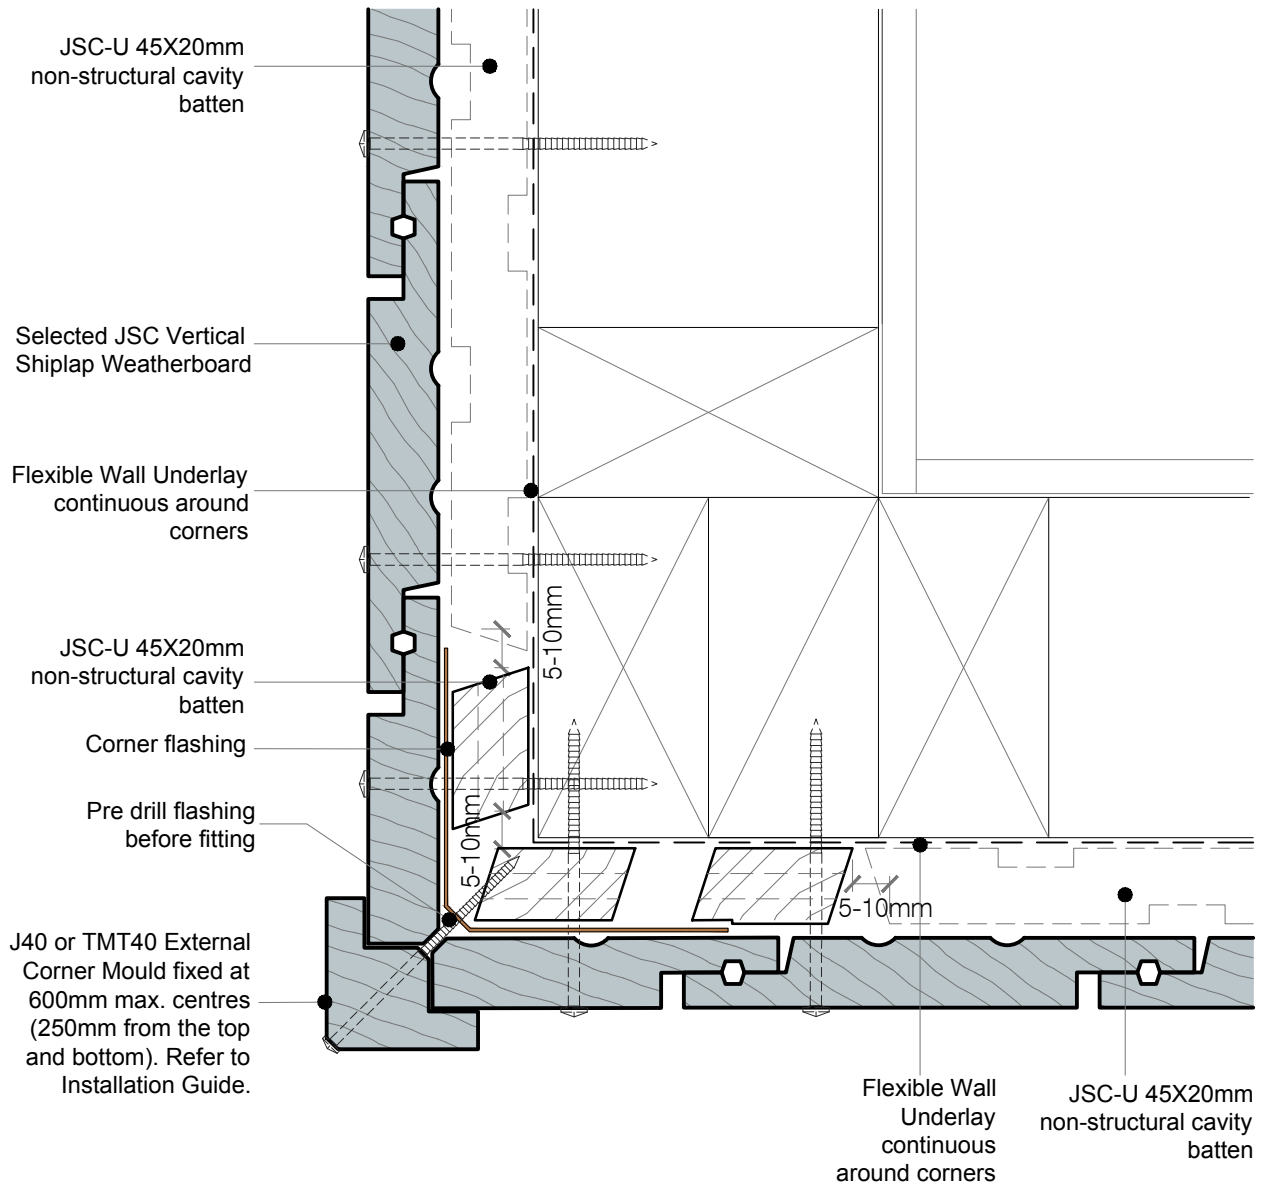 JSC-U 45X20mm
non-structural cavity
batten
Selected JSC Vertical
Shiplap Weatherboard
Flexible Wall Underlay
continuous around
corners
5-10mm
JSC-U 45X20mm
non-structural cavity
batten
Corner flashing
Pre drill flashing
before fitting
5-10mm
5-10mm
J40 or TMT40 External
Corner Mould fixed at
600mm max. centres
(250mm from the top
and bottom). Refer to
Installation Guide.
Flexible Wall
Underlay
continuous
around corners
JSC-U 45X20mm
non-structural cavity
batten